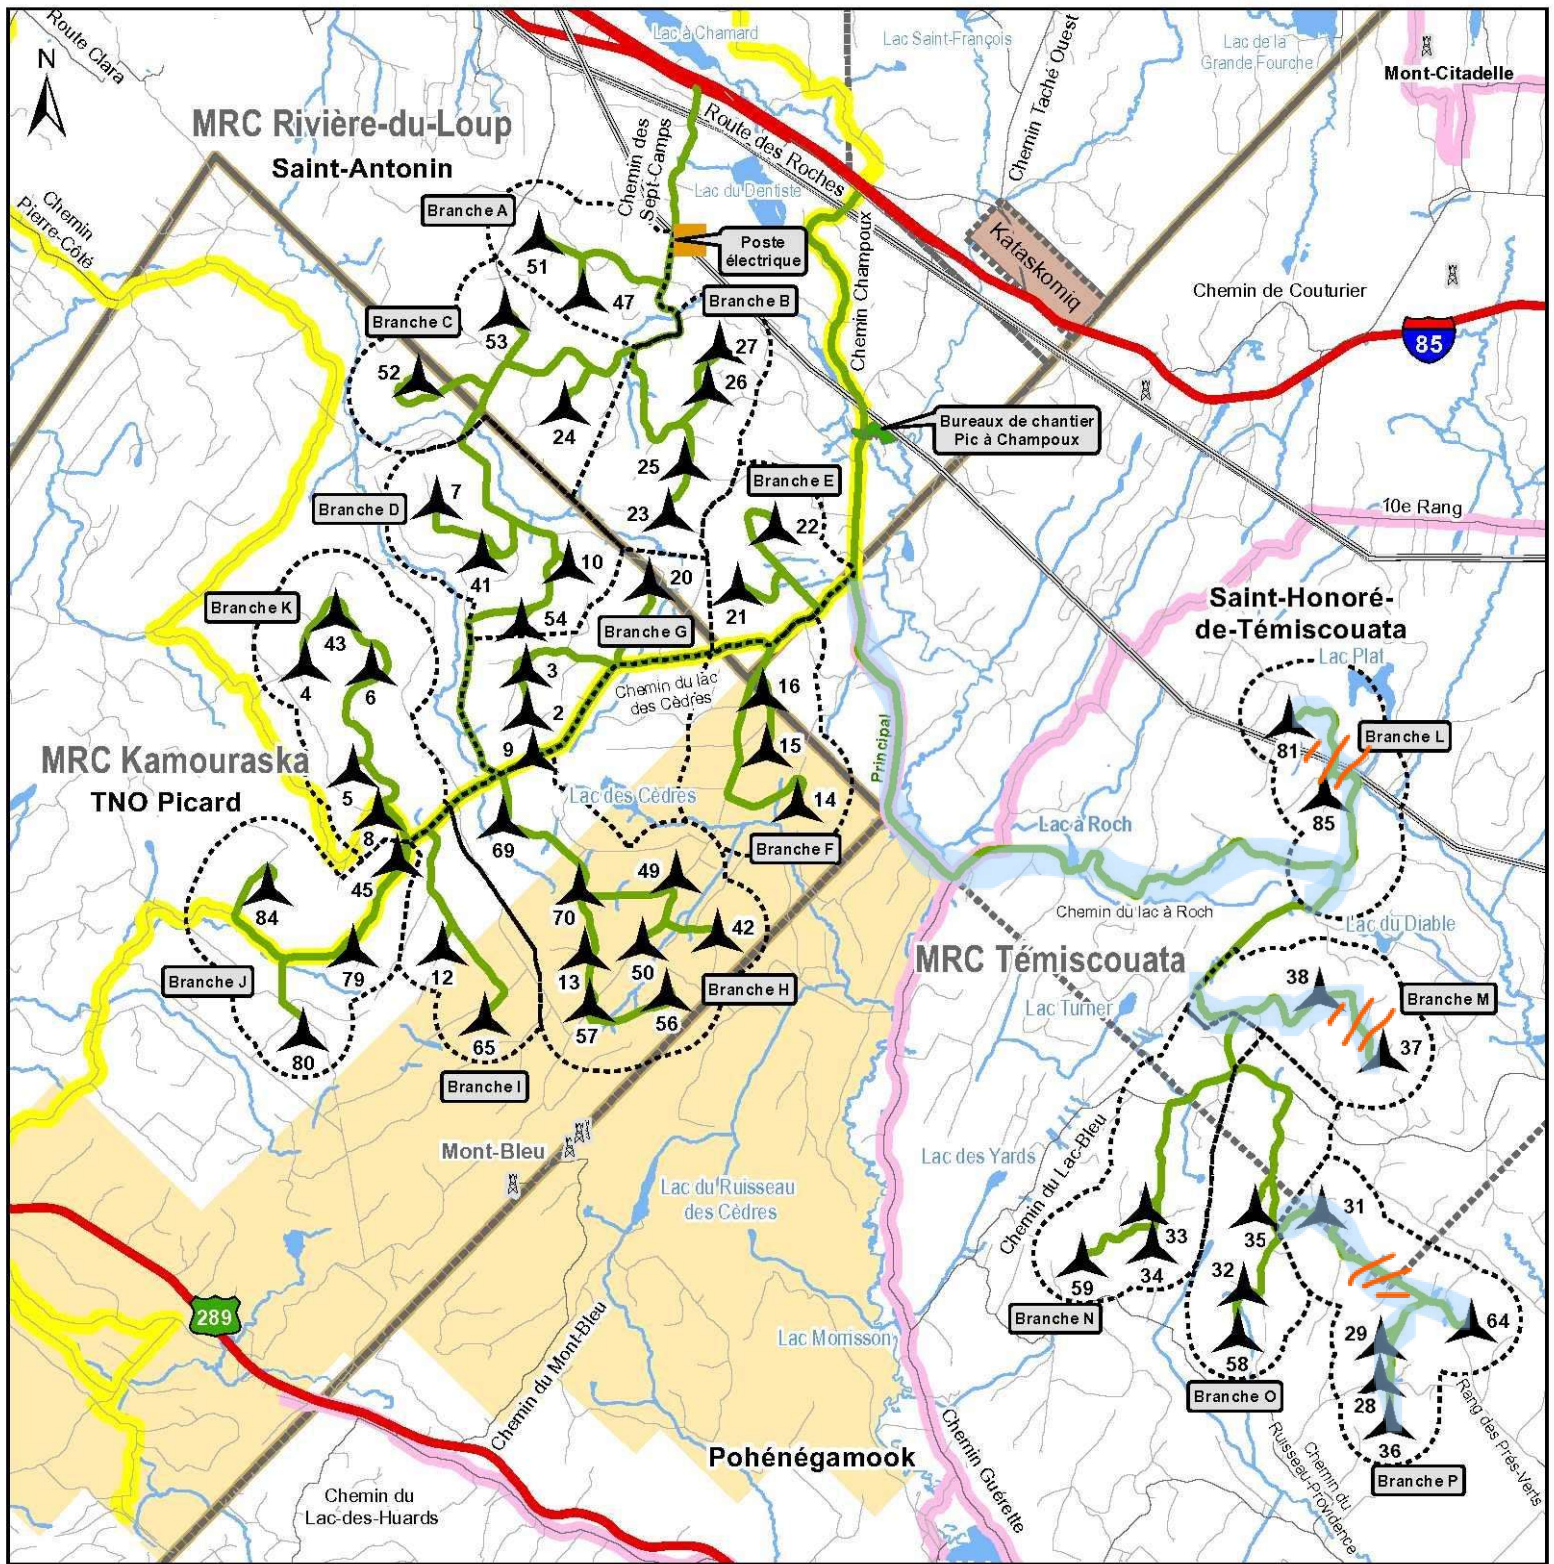 Route Clara
N
Lac à Chamard
Lac Saint-François
Lac de la
Grande Fourche
Mont-Citadelle
Chemin Taché Ouest
MRC Rivière-du-Loup
Saint-Antonin
Chemin des
Sept-Camps
Route des Roches
Lac du Dentiste
Chemin
Pierre-Côté
Branche A
51
47
Poste
électrique
Chemin Champoux
Kataskomiq
Chemin de Couturier
85
Branche B
Branche C
53
52
24
27
26
25
23
Bureaux de chantier
Pic à Champoux
Branche E
22
21
10e Rang
Branche D
7
41
10
54
20
Branche G
Branche K
43
4
6
5
8
3
2
9
Chemin du lac
des Cèdres
16
15
14
Branche F
Principal
Saint-Honoré-
de-Témiscouata
Lac Plat
81
85
Branche L
MRC Kamouraska
TNO Picard
Lac des Cèdres
69
45
84
79
80
Branche J
12
65
Branche I
70
49
42
50
13
57
56
Branche H
Lac à Roch
Chemin du lac à Roch
Lac du Diable
MRC Témiscouata
Lac Turner
38
37
Branche M
Mont-Bleu
Lac du Ruisseau
des Cèdres
Lac des Yards
Chemin du Lac-Bleu
31
33
34
59
Branche N
35
32
58
Branche O
29
28
36
64
Branche P
Lac Morrisson
289
Chemin du Mont-Bleu
Pohénégamook
Chemin Guérette
Chemin du
Ruisseau-Providence
Rang des Prés-Verts
Chemin du
Lac-des-Huards